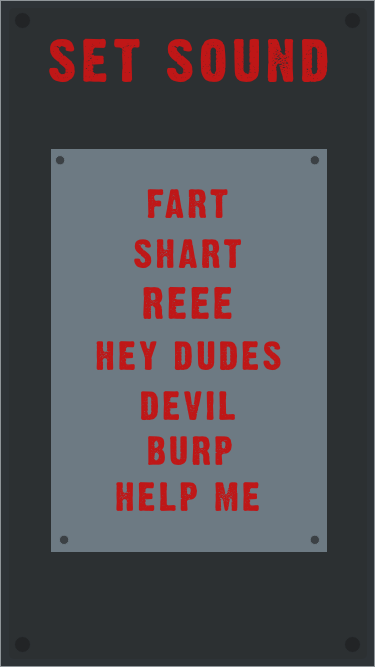 SET SOUND
FART
SHART
REEE
HEY DUDES
DEVIL
BURP
HELP ME